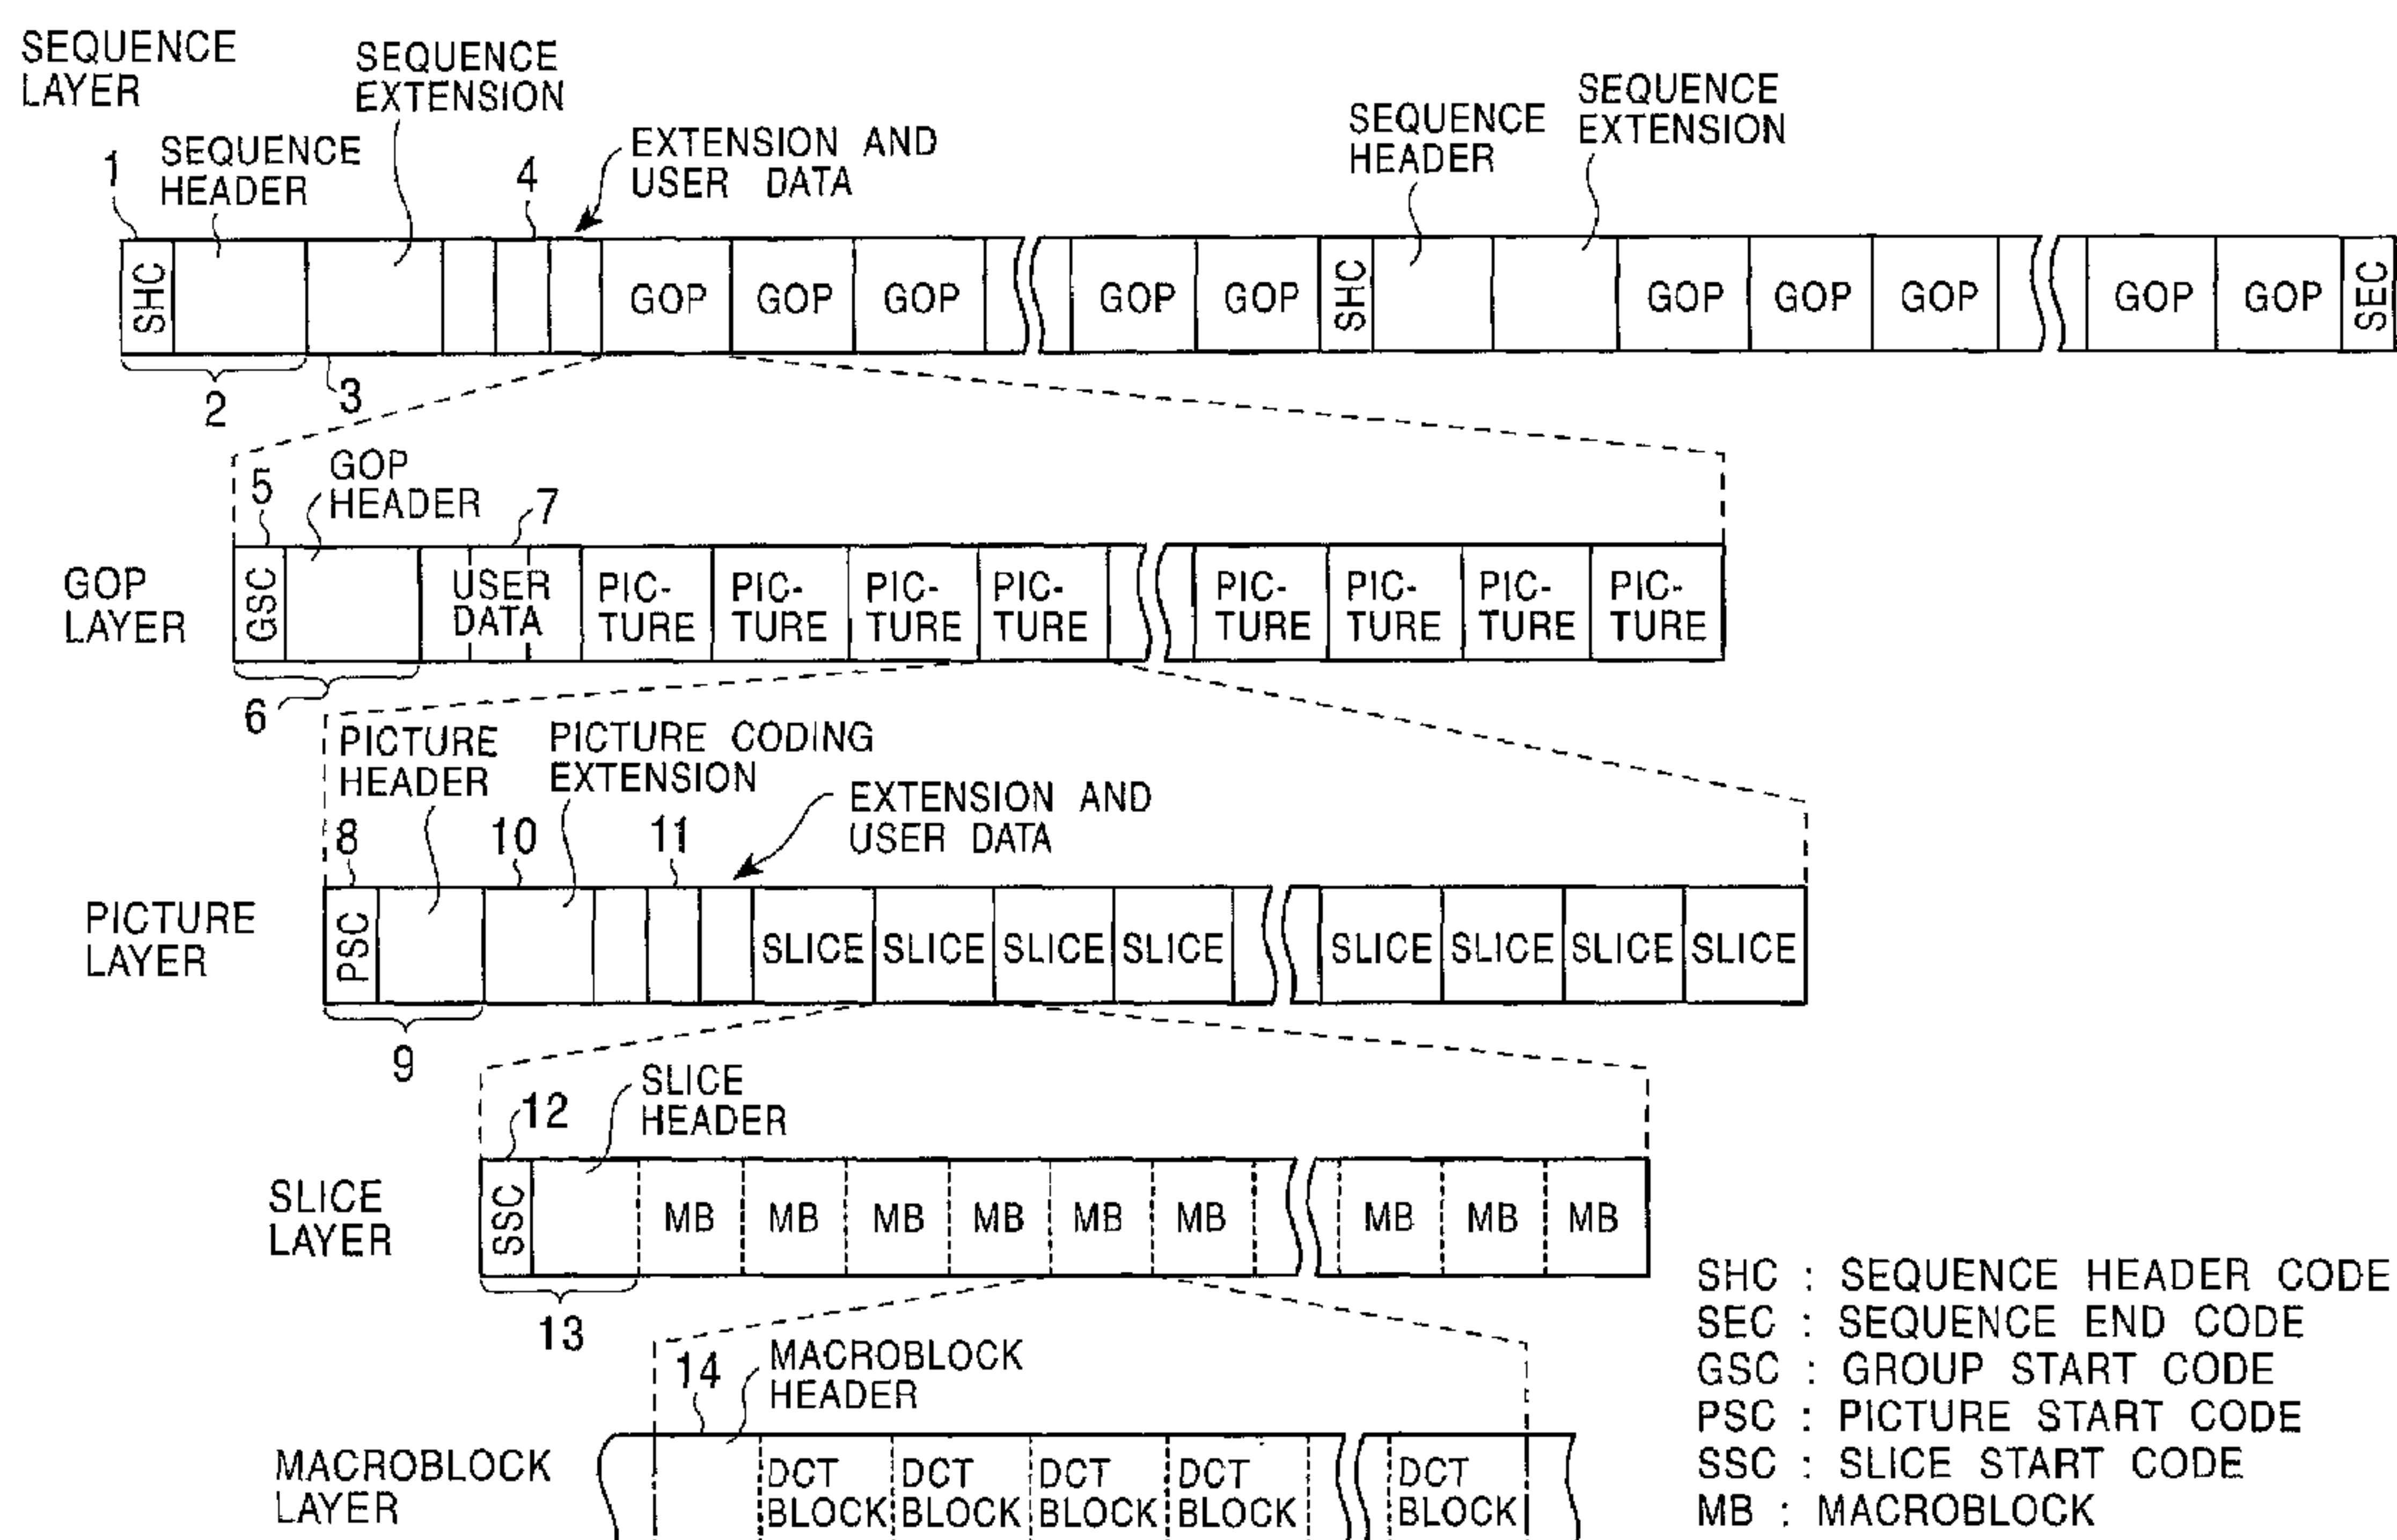 SEQUENCE
LAYER
SEQUENCE
EXTENSION
1
SEQUENCE
HEADER
4
EXTENSION AND
USER DATA
SEQUENCE
HEADER
SEQUENCE
EXTENSION
SHC
GOP
GOP
GOP
GOP
GOP
SHC
GOP
GOP
GOP
GOP
GOP
SEC
2
3
5
GOP
HEADER
7
GOP
LAYER
GSC
USER
DATA
PIC-
TURE
PIC-
TURE
PIC-
TURE
PIC-
TURE
PIC-
TURE
PIC-
TURE
PIC-
TURE
PIC-
TURE
6
PICTURE
HEADER
PICTURE CODING
EXTENSION
8
10
11
EXTENSION AND
USER DATA
PICTURE
LAYER
PSC
SLICE
SLICE
SLICE
SLICE
SLICE
SLICE
SLICE
SLICE
9
12
SLICE
HEADER
SLICE
LAYER
SSC
MB
MB
MB
MB
MB
MB
MB
MB
MB
13
14
MACROBLOCK
HEADER
MACROBLOCK
LAYER
DCT
BLOCK
DCT
BLOCK
DCT
BLOCK
DCT
BLOCK
DCT
BLOCK
SHC : SEQUENCE HEADER CODE
SEC : SEQUENCE END CODE
GSC : GROUP START CODE
PSC : PICTURE START CODE
SSC : SLICE START CODE
MB : MACROBLOCK